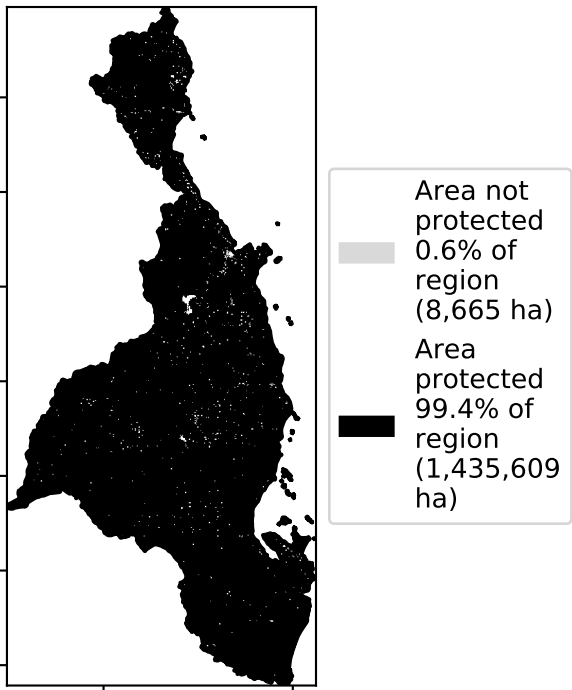 Area not
protected
0.6% of
region
(8,665 ha)
Area
protected
99.4% of
region
(1,435,609
ha)